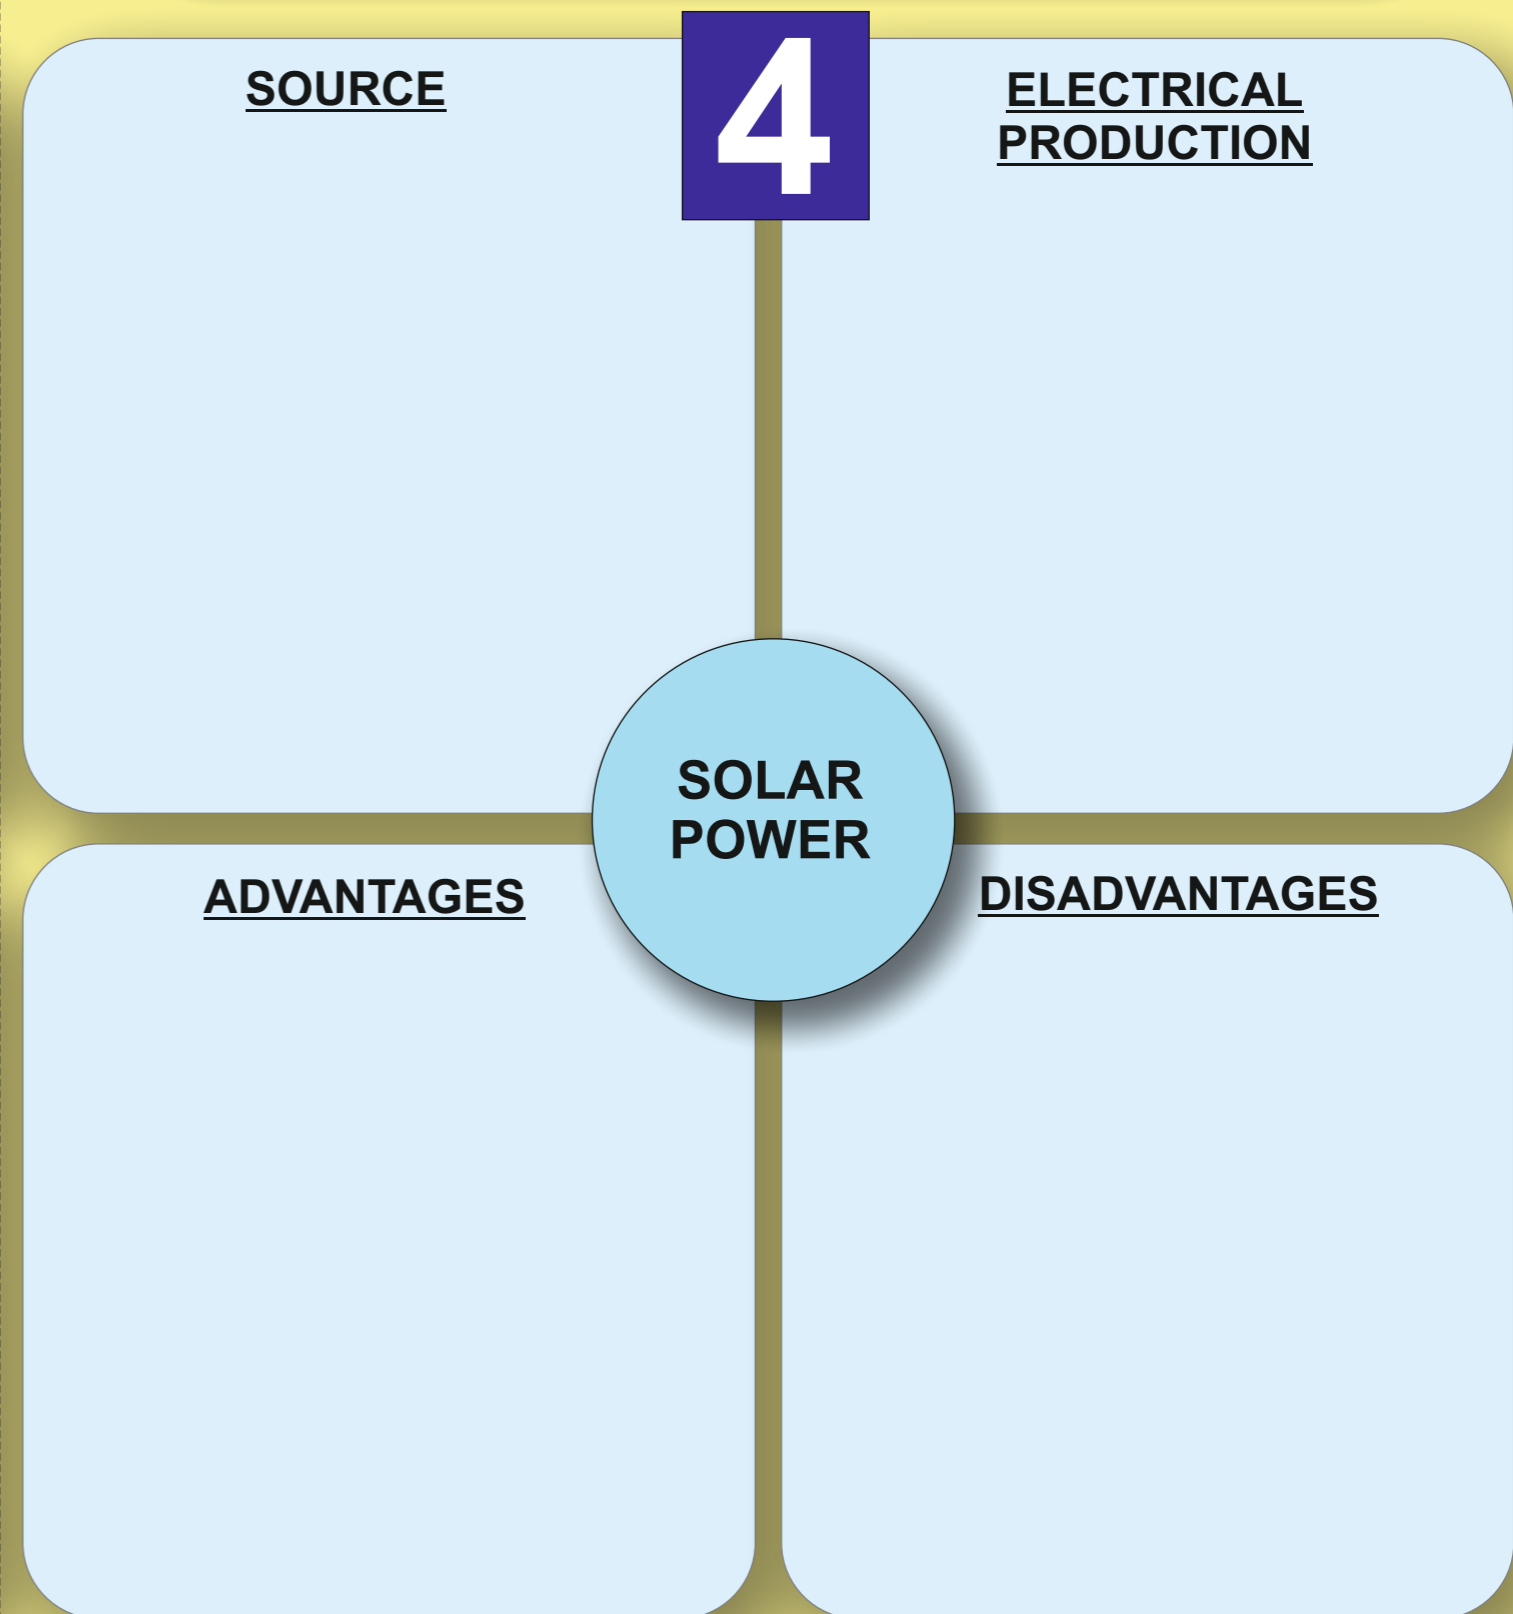 SOURCE
4
ELECTRICAL
PRODUCTION
SOLAR
POWER
ADVANTAGES
DISADVANTAGES